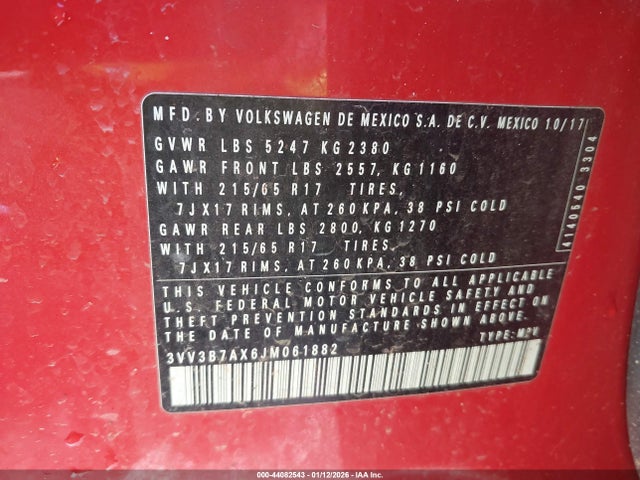 MFD. BY VOLKSWAGEN DE MEXICO S.A. DE C.V. MEXICO 10/17
GVWR LBS 5247 KG 2380
GAWR FRONT LBS 2557, KG 1160
WITH 215/65 R17 TIRES,
7JX17 RIMS, AT 260 KPA, 38 PSI COLD
GAWR REAR LBS 2800, KG 1270
WITH 215/65 R17 TIRES,
7JX17 RIMS, AT 260 KPA, 38 PSI COLD
THIS VEHICLE CONFORMS TO ALL APPLICABLE
U.S. FEDERAL MOTOR VEHICLE SAFETY AND
THEFT PREVENTION STANDARDS IN EFFECT ON
THE DATE OF MANUFACTURE SHOWN ABOVE.
3VV3B7AX6JM061882 TYPE:MPV
4140640 3304
000-44082543 - 01/12/2026 - IAA Inc.